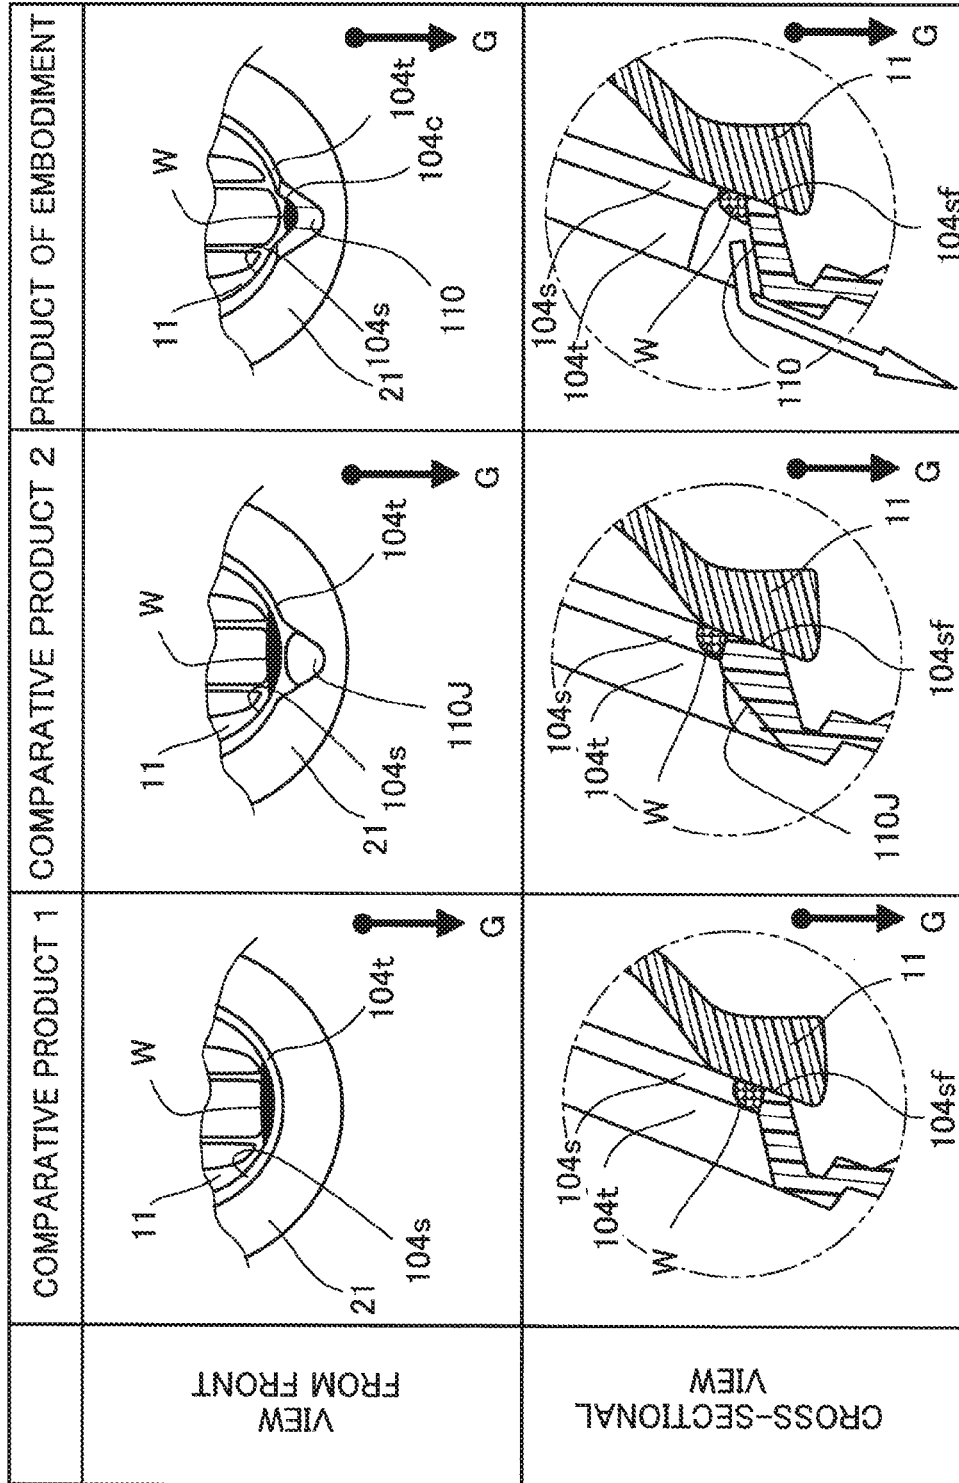 COMPARATIVE PRODUCT 1
COMPARATIVE PRODUCT 2
PRODUCT OF EMBODIMENT
VIEW
FROM FRONT
W
11
104t
104s
21
G
W
11
104t
104s
21
110J
G
W
11
104t
104c
104s
21
110
G
CROSS-SECTIONAL
VIEW
104s
104t
W
G
11
104sf
104s
104t
W
110J
G
11
104sf
104s
104t
W
110
G
11
104sf